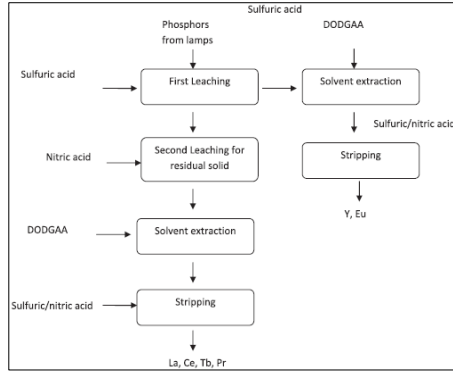 Sulfuric acid
Phosphors
from lamps
DODGAA
Sulfuric acid
First Leaching
Solvent extraction
Sulfuric/nitric acid
Nitric acid
Second Leaching for
residual solid
Stripping
Y, Eu
DODGAA
Solvent extraction
Sulfuric/nitric acid
Stripping
La, Ce, Tb, Pr